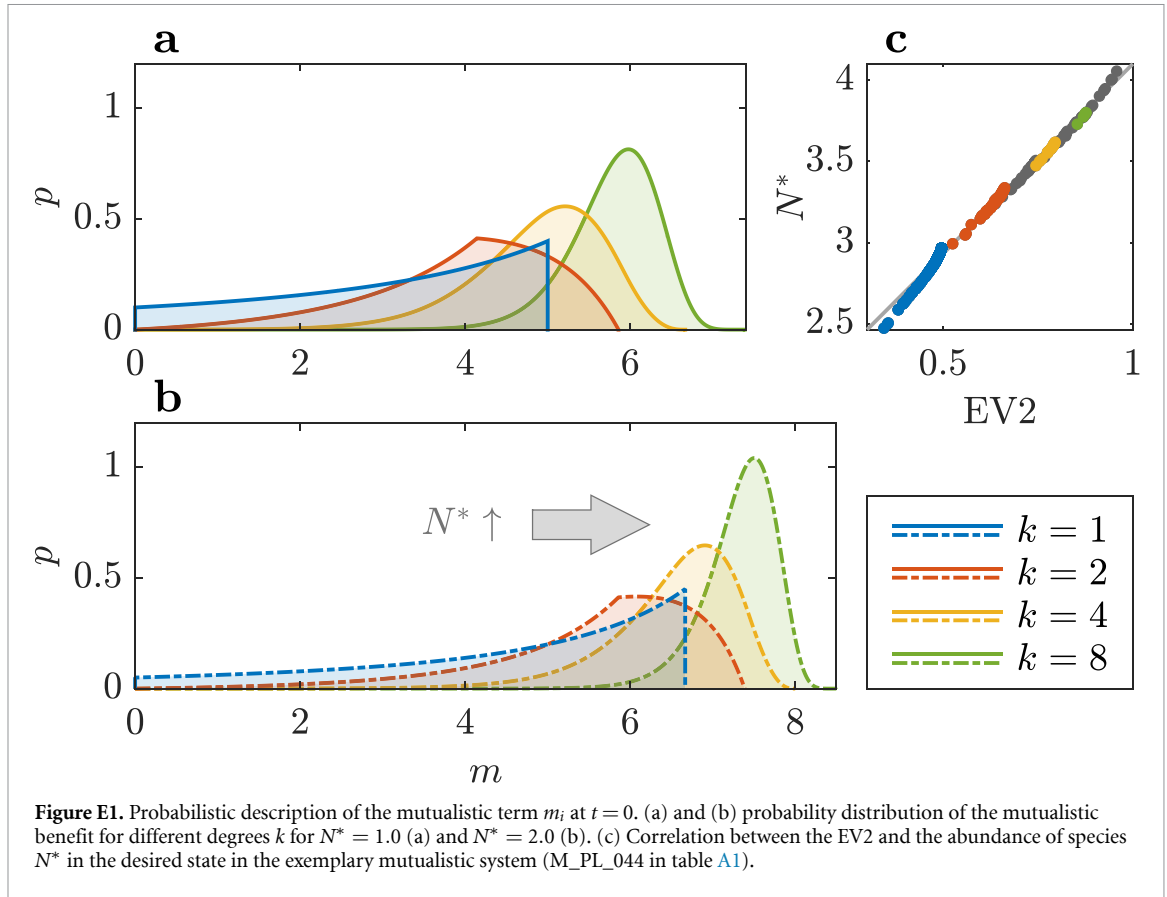 a
c
1
0.5
0
p
0
2
4
6
4
3.5
3
2.5
N*
0.5
1
EV2
b
1
0.5
0
p
N* ↑
0
2
4
6
8
m
k = 1
k = 2
k = 4
k = 8
Figure E1. Probabilistic description of the mutualistic term mᵢ at t = 0. (a) and (b) probability distribution of the mutualistic
benefit for different degrees k for N* = 1.0 (a) and N* = 2.0 (b). (c) Correlation between the EV2 and the abundance of species
N* in the desired state in the exemplary mutualistic system (M_PL_044 in table A1).